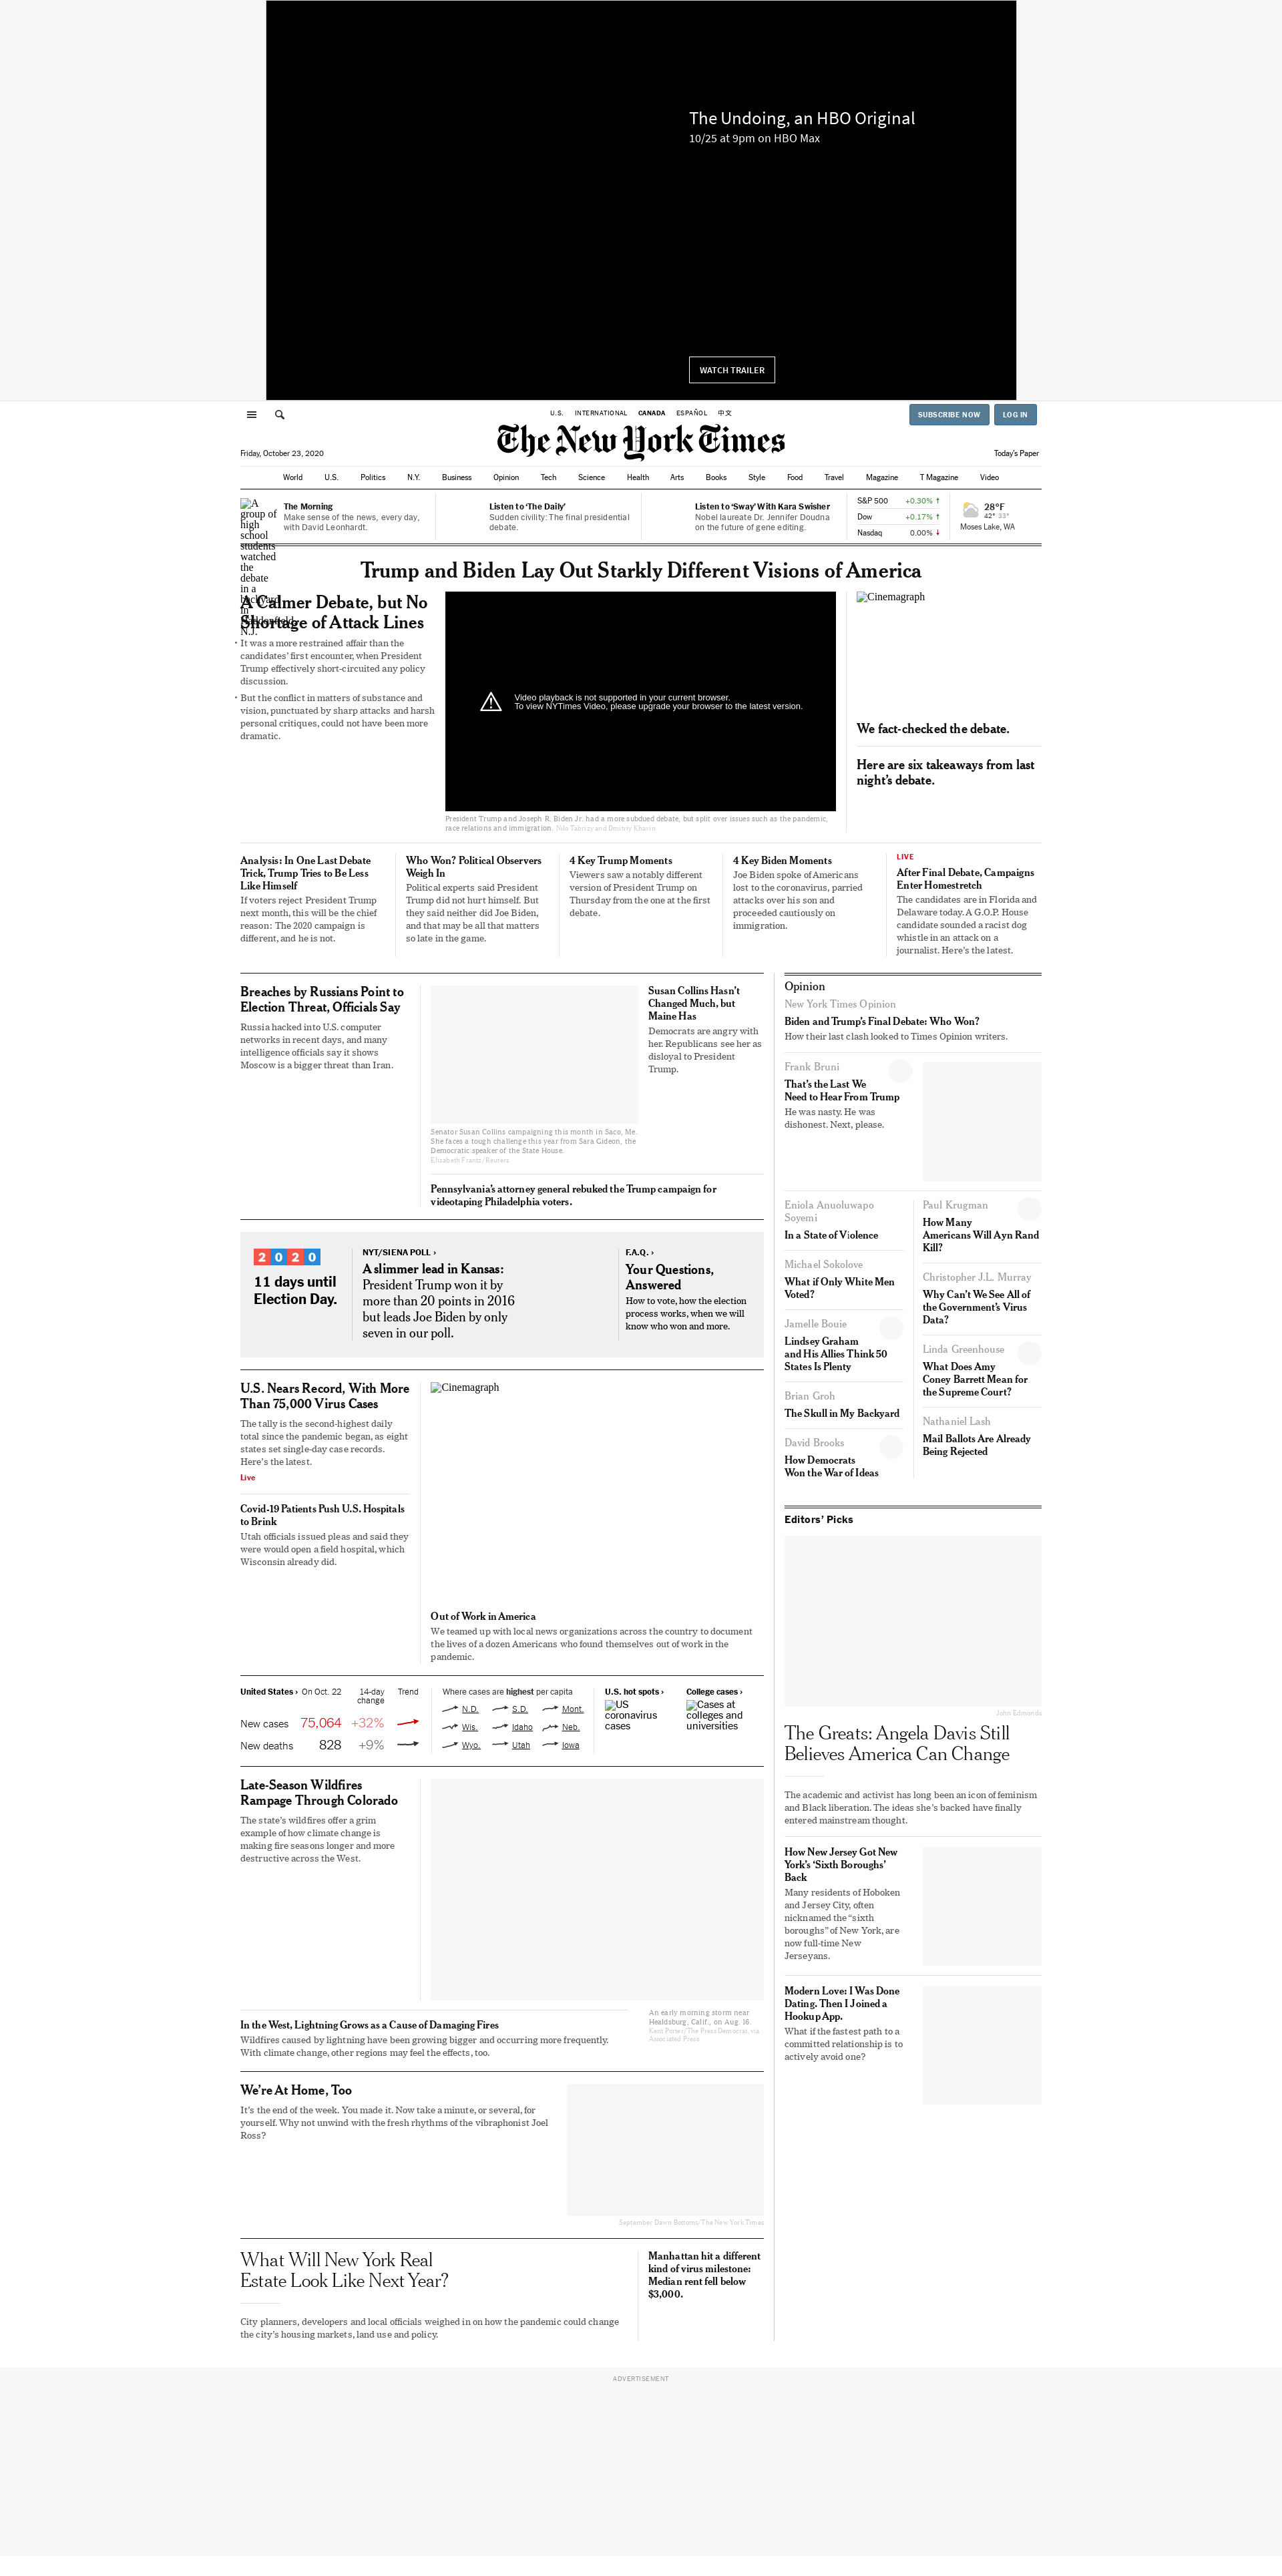 The Undoing, an HBO Original
10/25 at 9pm on HBO Max
WATCH TRAILER
U.S. INTERNATIONAL CANADA ESPAÑOL 中文
SUBSCRIBE NOW LOG IN
The New York Times
Friday, October 23, 2020
Today's Paper
World U.S. Politics N.Y. Business Opinion Tech Science Health Arts Books Style Food Travel Magazine T Magazine Video
A
group of
high
school
students
watched
the
debate
in a
backyard
in
Haddonfield,
N.J.
The Morning
Make sense of the news, every day,
with David Leonhardt.
Listen to ‘The Daily’
Sudden civility: The final presidential
debate.
Listen to ‘Sway’ With Kara Swisher
Nobel laureate Dr. Jennifer Doudna
on the future of gene editing.
S&P 500 +0.30% ↑
Dow +0.17% ↑
Nasdaq 0.00% ↓
28°F
42° 33°
Moses Lake, WA
Trump and Biden Lay Out Starkly Different Visions of America
A Calmer Debate, but No
Shortage of Attack Lines
• It was a more restrained affair than the
candidates’ first encounter, when President
Trump effectively short-circuited any policy
discussion.
• But the conflict in matters of substance and
vision, punctuated by sharp attacks and harsh
personal critiques, could not have been more
dramatic.
Video playback is not supported in your current browser.
To view NYTimes Video, please upgrade your browser to the latest version.
President Trump and Joseph R. Biden Jr. had a more subdued debate, but split over issues such as the pandemic,
race relations and immigration. Nilo Tabrizy and Dmitriy Khavin
Cinemagraph
We fact-checked the debate.
Here are six takeaways from last
night’s debate.
Analysis: In One Last Debate
Trick, Trump Tries to Be Less
Like Himself
If voters reject President Trump
next month, this will be the chief
reason: The 2020 campaign is
different, and he is not.
Who Won? Political Observers
Weigh In
Political experts said President
Trump did not hurt himself. But
they said neither did Joe Biden,
and that may be all that matters
so late in the game.
4 Key Trump Moments
Viewers saw a notably different
version of President Trump on
Thursday from the one at the first
debate.
4 Key Biden Moments
Joe Biden spoke of Americans
lost to the coronavirus, parried
attacks over his son and
proceeded cautiously on
immigration.
LIVE
After Final Debate, Campaigns
Enter Homestretch
The candidates are in Florida and
Delaware today. A G.O.P. House
candidate sounded a racist dog
whistle in an attack on a
journalist. Here’s the latest.
Breaches by Russians Point to
Election Threat, Officials Say
Russia hacked into U.S. computer
networks in recent days, and many
intelligence officials say it shows
Moscow is a bigger threat than Iran.
Senator Susan Collins campaigning this month in Saco, Me.
She faces a tough challenge this year from Sara Gideon, the
Democratic speaker of the State House.
Elizabeth Frantz/Reuters
Susan Collins Hasn’t
Changed Much, but
Maine Has
Democrats are angry with
her. Republicans see her as
disloyal to President
Trump.
Pennsylvania’s attorney general rebuked the Trump campaign for
videotaping Philadelphia voters.
2020
11 days until
Election Day.
NYT/SIENA POLL ›
A slimmer lead in Kansas:
President Trump won it by
more than 20 points in 2016
but leads Joe Biden by only
seven in our poll.
F.A.Q. ›
Your Questions,
Answered
How to vote, how the election
process works, when we will
know who won and more.
U.S. Nears Record, With More
Than 75,000 Virus Cases
The tally is the second-highest daily
total since the pandemic began, as eight
states set single-day case records.
Here’s the latest.
Live
Covid-19 Patients Push U.S. Hospitals
to Brink
Utah officials issued pleas and said they
were would open a field hospital, which
Wisconsin already did.
Cinemagraph
Out of Work in America
We teamed up with local news organizations across the country to document
the lives of a dozen Americans who found themselves out of work in the
pandemic.
United States › On Oct. 22 14-day
change Trend
New cases 75,064 +32%
New deaths 828 +9%
Where cases are highest per capita
N.D. S.D. Mont.
Wis. Idaho Neb.
Wyo. Utah Iowa
U.S. hot spots ›
US
coronavirus
cases
College cases ›
Cases at
colleges and
universities
Late-Season Wildfires
Rampage Through Colorado
The state’s wildfires offer a grim
example of how climate change is
making fire seasons longer and more
destructive across the West.
In the West, Lightning Grows as a Cause of Damaging Fires
Wildfires caused by lightning have been growing bigger and occurring more frequently.
With climate change, other regions may feel the effects, too.
An early morning storm near
Healdsburg, Calif., on Aug. 16.
Kent Porter/The Press Democrat, via
Associated Press
We’re At Home, Too
It’s the end of the week. You made it. Now take a minute, or several, for
yourself. Why not unwind with the fresh rhythms of the vibraphonist Joel
Ross?
September Dawn Bottoms/The New York Times
What Will New York Real
Estate Look Like Next Year?
City planners, developers and local officials weighed in on how the pandemic could change
the city’s housing markets, land use and policy.
Manhattan hit a different
kind of virus milestone:
Median rent fell below
$3,000.
Opinion
New York Times Opinion
Biden and Trump’s Final Debate: Who Won?
How their last clash looked to Times Opinion writers.
Frank Bruni
That’s the Last We
Need to Hear From Trump
He was nasty. He was
dishonest. Next, please.
Eniola Anuoluwapo
Soyemi
In a State of Violence
Michael Sokolove
What if Only White Men
Voted?
Jamelle Bouie
Lindsey Graham
and His Allies Think 50
States Is Plenty
Brian Groh
The Skull in My Backyard
David Brooks
How Democrats
Won the War of Ideas
Paul Krugman
How Many
Americans Will Ayn Rand
Kill?
Christopher J.L. Murray
Why Can’t We See All of
the Government’s Virus
Data?
Linda Greenhouse
What Does Amy
Coney Barrett Mean for
the Supreme Court?
Nathaniel Lash
Mail Ballots Are Already
Being Rejected
Editors’ Picks
John Edmonds
The Greats: Angela Davis Still
Believes America Can Change
The academic and activist has long been an icon of feminism
and Black liberation. The ideas she’s backed have finally
entered mainstream thought.
How New Jersey Got New
York’s ‘Sixth Boroughs’
Back
Many residents of Hoboken
and Jersey City, often
nicknamed the “sixth
boroughs” of New York, are
now full-time New
Jerseyans.
Modern Love: I Was Done
Dating. Then I Joined a
Hookup App.
What if the fastest path to a
committed relationship is to
actively avoid one?
ADVERTISEMENT